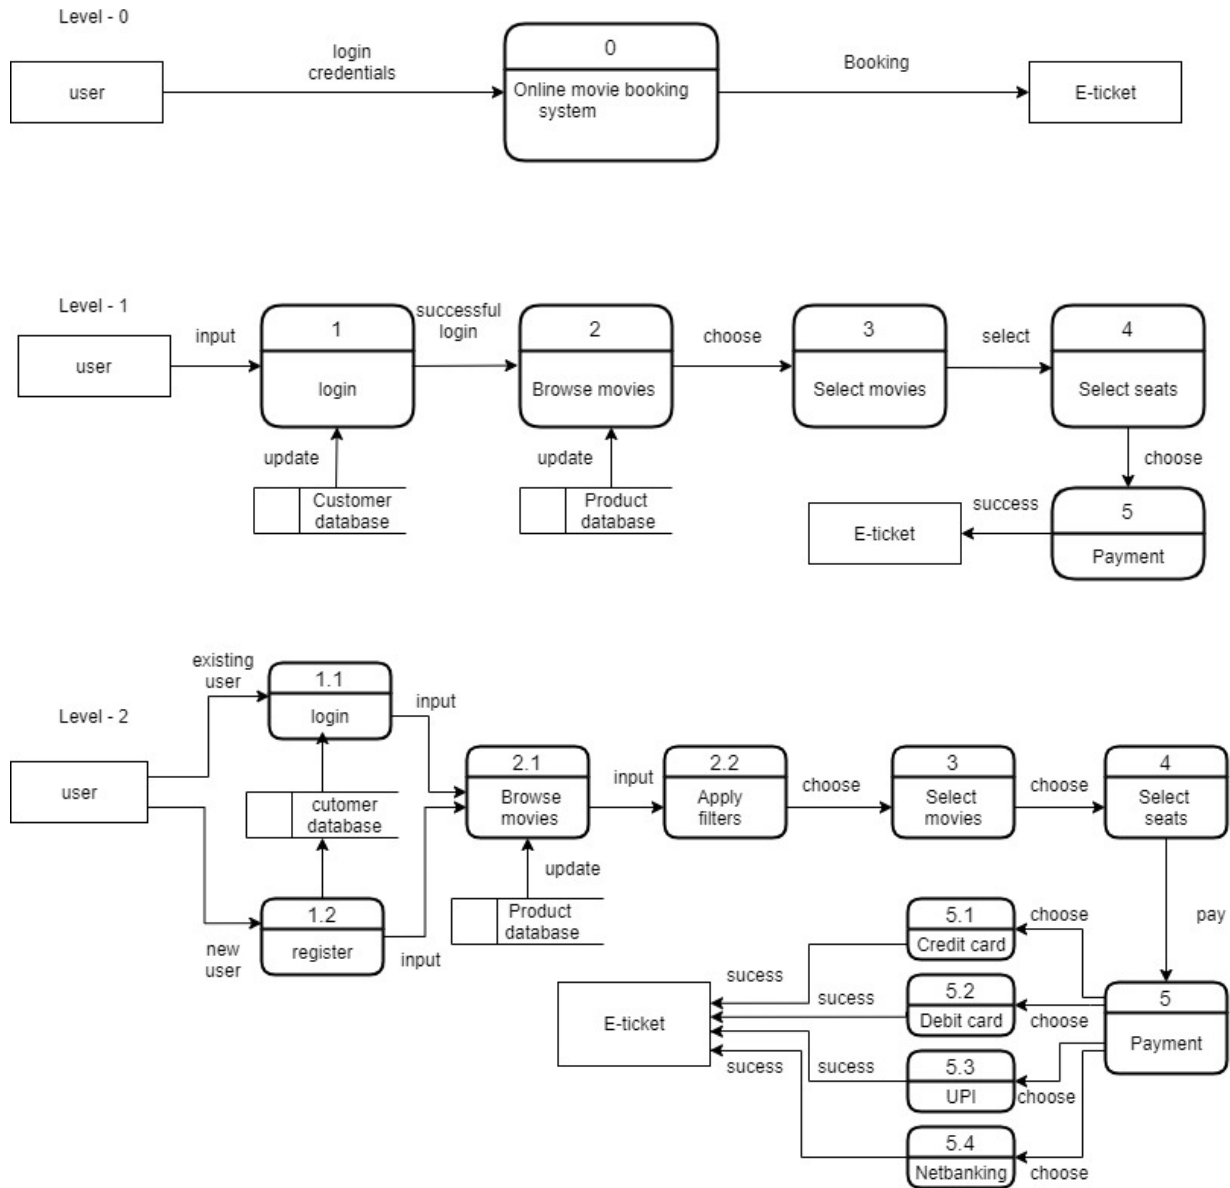 Level - 0
user
login
credentials
0
Online movie booking
system
Booking
E-ticket
Level - 1
user
input
1
login
successful
login
2
Browse movies
choose
3
Select movies
select
4
Select seats
update
Customer
database
update
Product
database
choose
5
Payment
success
E-ticket
Level - 2
user
existing
user
1.1
login
input
cutomer
database
new
user
1.2
register
input
2.1
Browse
movies
update
Product
database
input
2.2
Apply
filters
choose
3
Select
movies
choose
4
Select
seats
pay
5
Payment
choose
5.1
Credit card
sucess
choose
5.2
Debit card
sucess
choose
5.3
UPI
sucess
choose
5.4
Netbanking
sucess
E-ticket